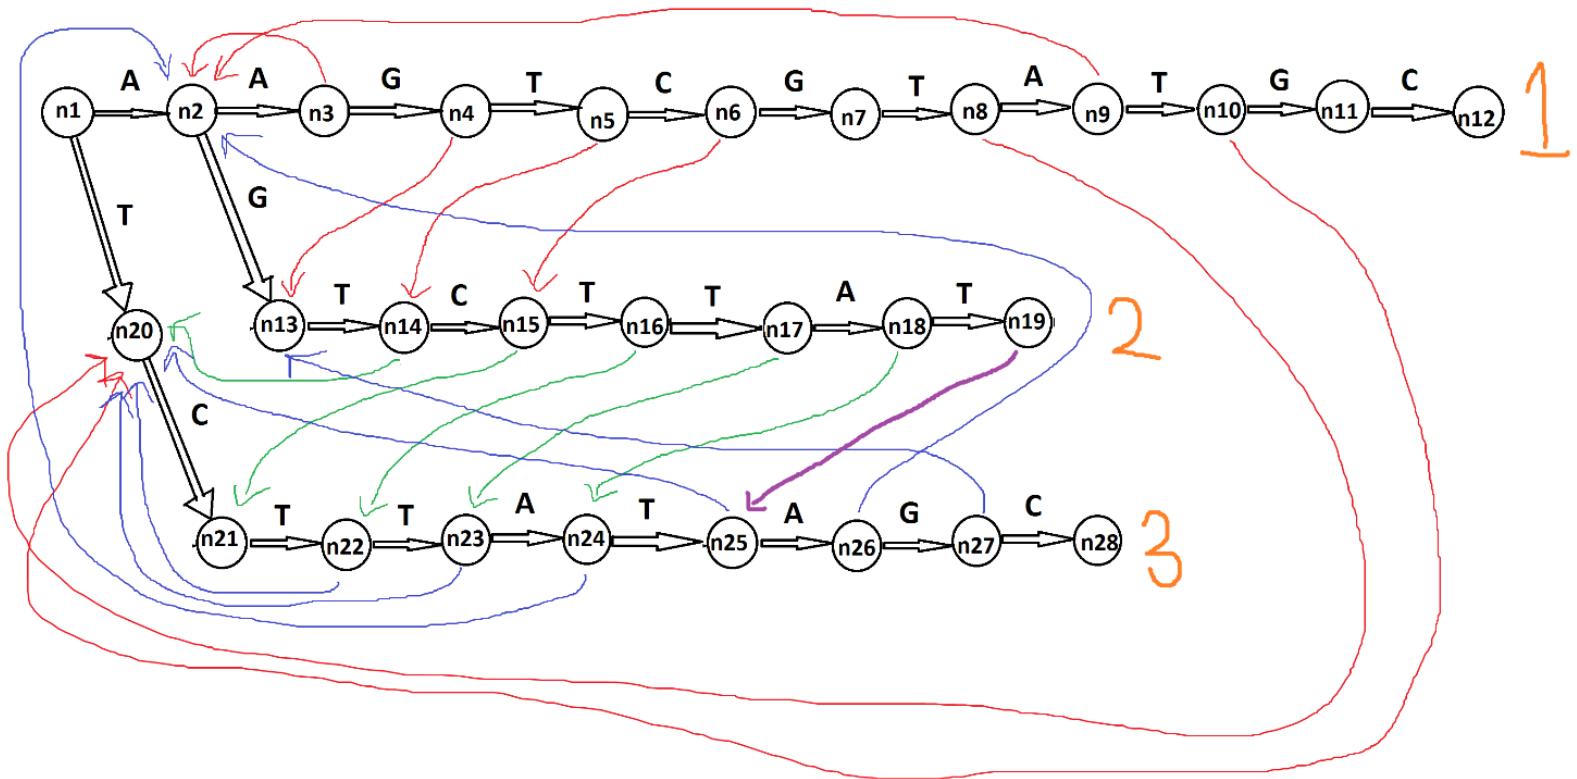 A A G T C G T A T G C
n1 n2 n3 n4 n5 n6 n7 n8 n9 n10 n11 n12 1
T G
T C T T A T
n20 n13 n14 n15 n16 n17 n18 n19 2
C
T T A T A G C
n21 n22 n23 n24 n25 n26 n27 n28 3